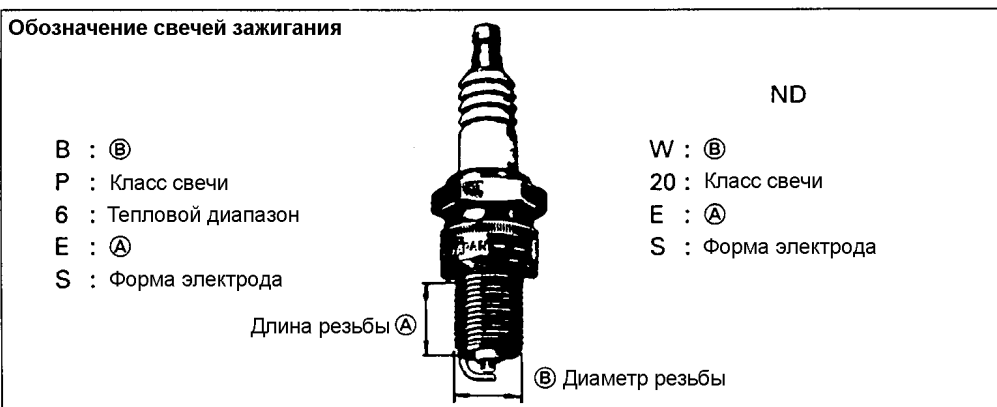 Обозначение свечей зажигания
B : Ⓑ
P : Класс свечи
6 : Тепловой диапазон
E : Ⓐ
S : Форма электрода
ND
W : Ⓑ
20 : Класс свечи
E : Ⓐ
S : Форма электрода
Длина резьбы Ⓐ
Ⓑ Диаметр резьбы